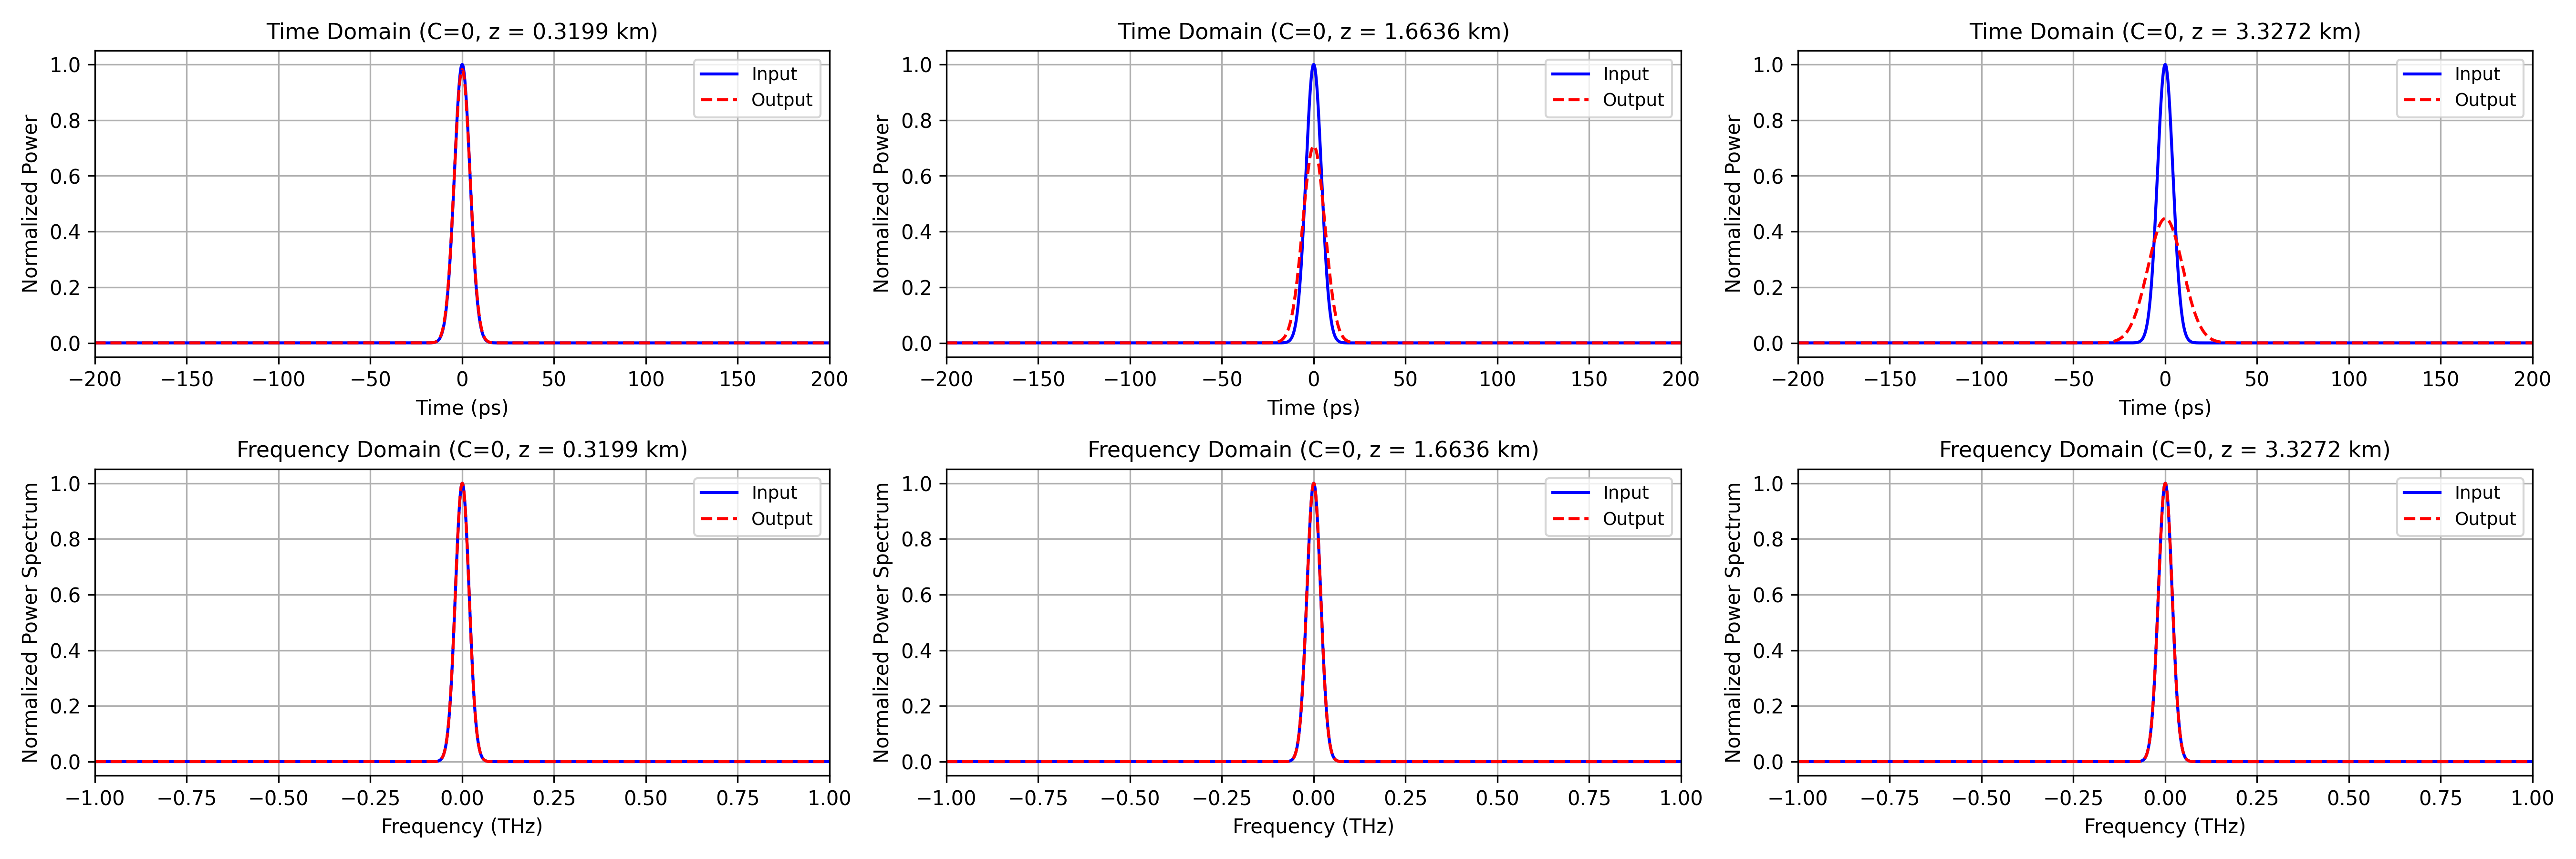 Time Domain (C=0, z = 0.3199 km)
Normalized Power
1.0
0.8
0.6
0.4
0.2
0.0
−200 −150 −100 −50 0 50 100 150 200
Time (ps)
Input
Output
Time Domain (C=0, z = 1.6636 km)
Normalized Power
1.0
0.8
0.6
0.4
0.2
0.0
−200 −150 −100 −50 0 50 100 150 200
Time (ps)
Input
Output
Time Domain (C=0, z = 3.3272 km)
Normalized Power
1.0
0.8
0.6
0.4
0.2
0.0
−200 −150 −100 −50 0 50 100 150 200
Time (ps)
Input
Output
Frequency Domain (C=0, z = 0.3199 km)
Normalized Power Spectrum
1.0
0.8
0.6
0.4
0.2
0.0
−1.00 −0.75 −0.50 −0.25 0.00 0.25 0.50 0.75 1.00
Frequency (THz)
Input
Output
Frequency Domain (C=0, z = 1.6636 km)
Normalized Power Spectrum
1.0
0.8
0.6
0.4
0.2
0.0
−1.00 −0.75 −0.50 −0.25 0.00 0.25 0.50 0.75 1.00
Frequency (THz)
Input
Output
Frequency Domain (C=0, z = 3.3272 km)
Normalized Power Spectrum
1.0
0.8
0.6
0.4
0.2
0.0
−1.00 −0.75 −0.50 −0.25 0.00 0.25 0.50 0.75 1.00
Frequency (THz)
Input
Output